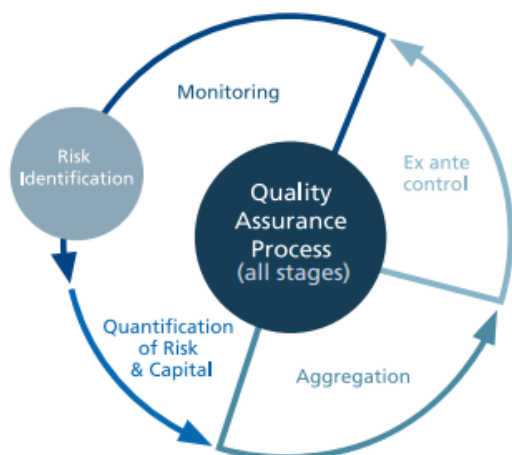 Monitoring
Risk
Identification
Ex ante
control
Quality
Assurance
Process
(all stages)
Quantification
of Risk
& Capital
Aggregation